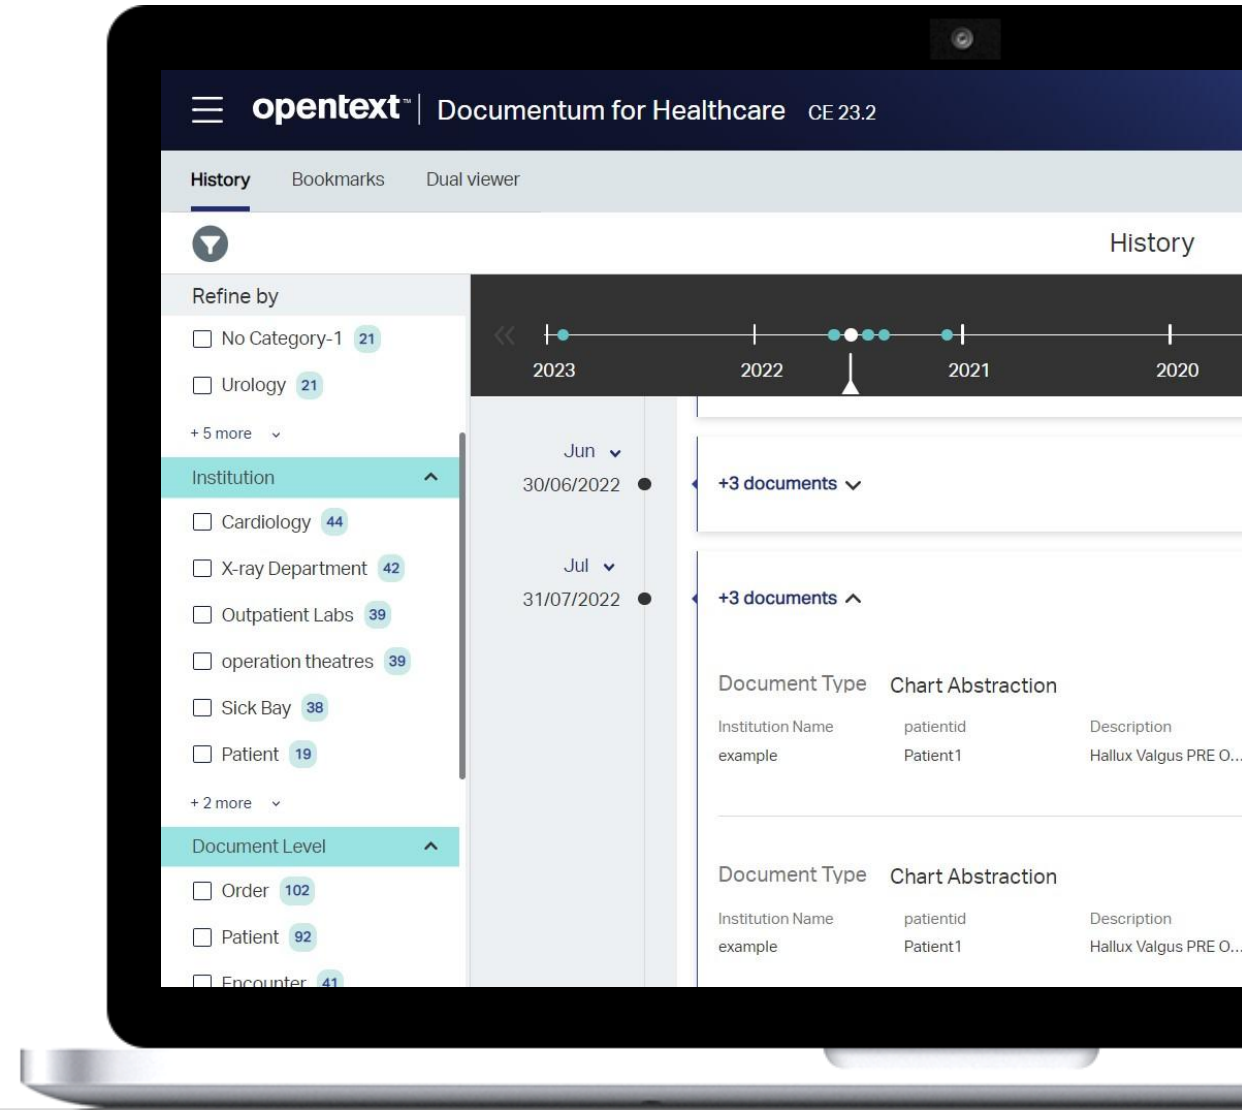 opentext™ | Documentum for Healthcare CE 23.2
History Bookmarks Dual viewer
History
Refine by
No Category-1 21
Urology 21
+ 5 more
Institution
Cardiology 44
X-ray Department 42
Outpatient Labs 39
operation theatres 39
Sick Bay 38
Patient 19
+ 2 more
Document Level
Order 102
Patient 92
Encounter 41
2023 2022 2021 2020
Jun
30/06/2022
+3 documents
Jul
31/07/2022
+3 documents
Document Type Chart Abstraction
Institution Name patientid Description
example Patient1 Hallux Valgus PRE O...
Document Type Chart Abstraction
Institution Name patientid Description
example Patient1 Hallux Valgus PRE O...